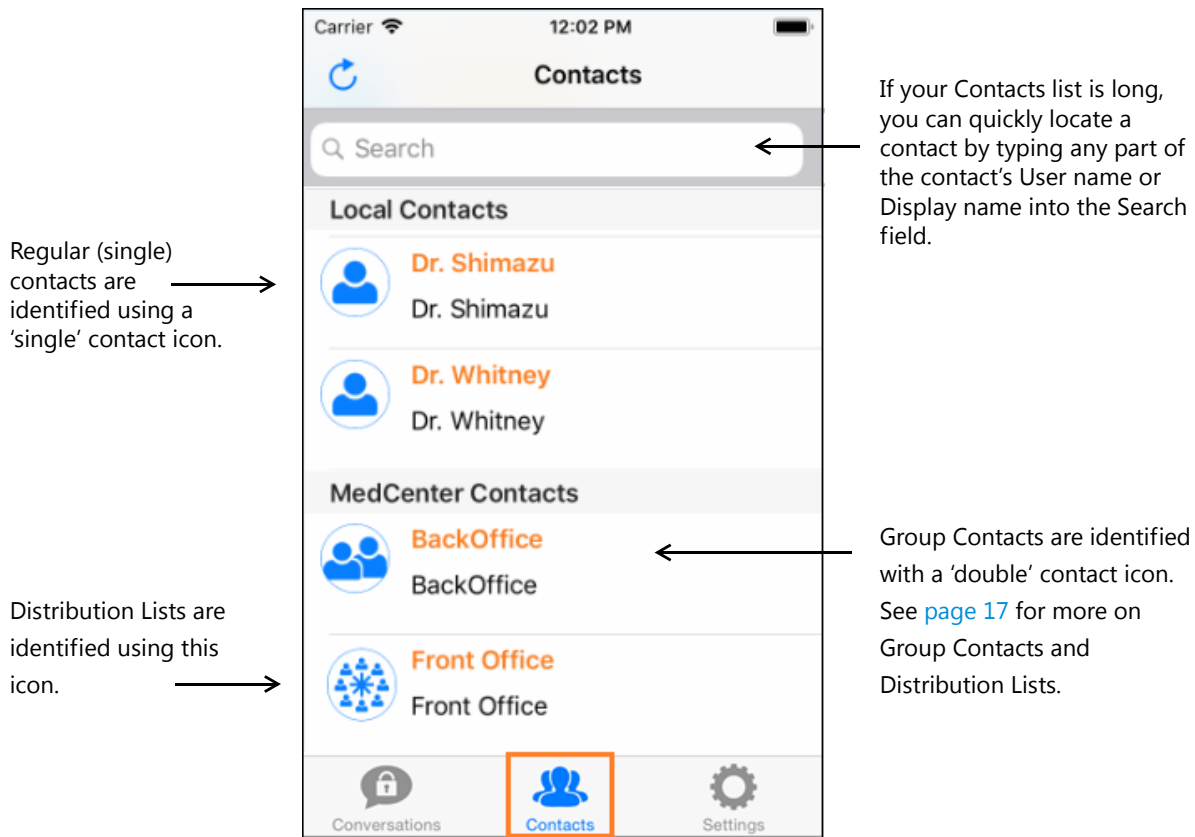 Carrier
12:02 PM
Contacts
Search
Local Contacts
Dr. Shimazu
Dr. Shimazu
Dr. Whitney
Dr. Whitney
MedCenter Contacts
BackOffice
BackOffice
Front Office
Front Office
Conversations
Contacts
Settings
Regular (single)
contacts are
identified using a
‘single’ contact icon.
Distribution Lists are
identified using this
icon.
If your Contacts list is long,
you can quickly locate a
contact by typing any part of
the contact’s User name or
Display name into the Search
field.
Group Contacts are identified
with a ‘double’ contact icon.
See page 17 for more on
Group Contacts and
Distribution Lists.